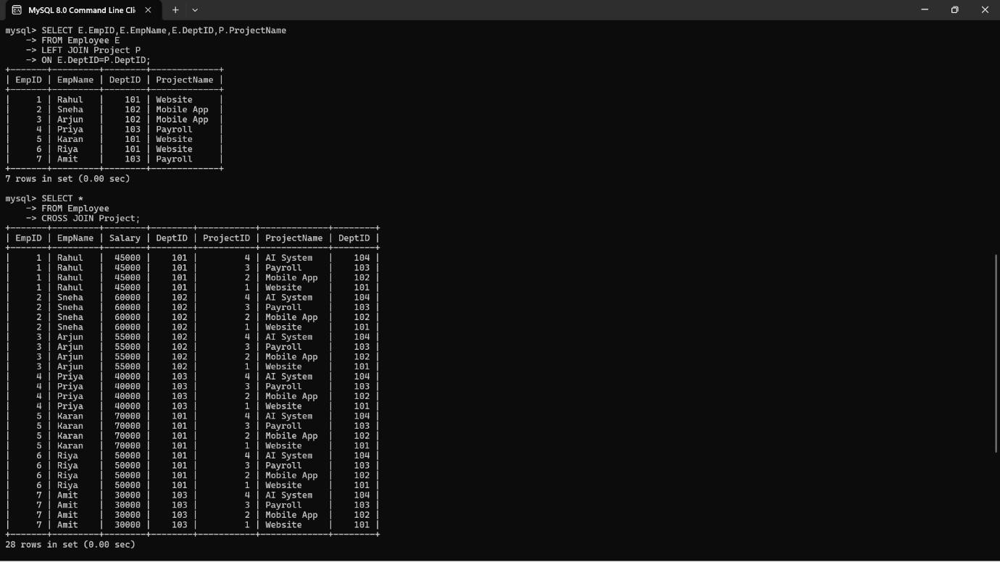 MySQL 8.0 Command Line Cli
mysql> SELECT E.EmpID,E.EmpName,E.DeptID,P.ProjectName
    -> FROM Employee E
    -> LEFT JOIN Project P
    -> ON E.DeptID=P.DeptID;
+-------+---------+--------+-------------+
| EmpID | EmpName | DeptID | ProjectName |
+-------+---------+--------+-------------+
|     1 | Rahul   |    101 | Website     |
|     2 | Sneha   |    102 | Mobile App  |
|     3 | Arjun   |    102 | Mobile App  |
|     4 | Priya   |    103 | Payroll     |
|     5 | Karan   |    101 | Website     |
|     6 | Riya    |    101 | Website     |
|     7 | Amit    |    103 | Payroll     |
+-------+---------+--------+-------------+
7 rows in set (0.00 sec)
mysql> SELECT *
    -> FROM Employee
    -> CROSS JOIN Project;
+-------+---------+--------+--------+-----------+-------------+--------+
| EmpID | EmpName | Salary | DeptID | ProjectID | ProjectName | DeptID |
+-------+---------+--------+--------+-----------+-------------+--------+
|     1 | Rahul   |  45000 |    101 |         4 | AI System   |    104 |
|     1 | Rahul   |  45000 |    101 |         3 | Payroll     |    103 |
|     1 | Rahul   |  45000 |    101 |         2 | Mobile App  |    102 |
|     1 | Rahul   |  45000 |    101 |         1 | Website     |    101 |
|     2 | Sneha   |  60000 |    102 |         4 | AI System   |    104 |
|     2 | Sneha   |  60000 |    102 |         3 | Payroll     |    103 |
|     2 | Sneha   |  60000 |    102 |         2 | Mobile App  |    102 |
|     2 | Sneha   |  60000 |    102 |         1 | Website     |    101 |
|     3 | Arjun   |  55000 |    102 |         4 | AI System   |    104 |
|     3 | Arjun   |  55000 |    102 |         3 | Payroll     |    103 |
|     3 | Arjun   |  55000 |    102 |         2 | Mobile App  |    102 |
|     3 | Arjun   |  55000 |    102 |         1 | Website     |    101 |
|     4 | Priya   |  40000 |    103 |         4 | AI System   |    104 |
|     4 | Priya   |  40000 |    103 |         3 | Payroll     |    103 |
|     4 | Priya   |  40000 |    103 |         2 | Mobile App  |    102 |
|     4 | Priya   |  40000 |    103 |         1 | Website     |    101 |
|     5 | Karan   |  70000 |    101 |         4 | AI System   |    104 |
|     5 | Karan   |  70000 |    101 |         3 | Payroll     |    103 |
|     5 | Karan   |  70000 |    101 |         2 | Mobile App  |    102 |
|     5 | Karan   |  70000 |    101 |         1 | Website     |    101 |
|     6 | Riya    |  50000 |    101 |         4 | AI System   |    104 |
|     6 | Riya    |  50000 |    101 |         3 | Payroll     |    103 |
|     6 | Riya    |  50000 |    101 |         2 | Mobile App  |    102 |
|     6 | Riya    |  50000 |    101 |         1 | Website     |    101 |
|     7 | Amit    |  30000 |    103 |         4 | AI System   |    104 |
|     7 | Amit    |  30000 |    103 |         3 | Payroll     |    103 |
|     7 | Amit    |  30000 |    103 |         2 | Mobile App  |    102 |
|     7 | Amit    |  30000 |    103 |         1 | Website     |    101 |
+-------+---------+--------+--------+-----------+-------------+--------+
28 rows in set (0.00 sec)